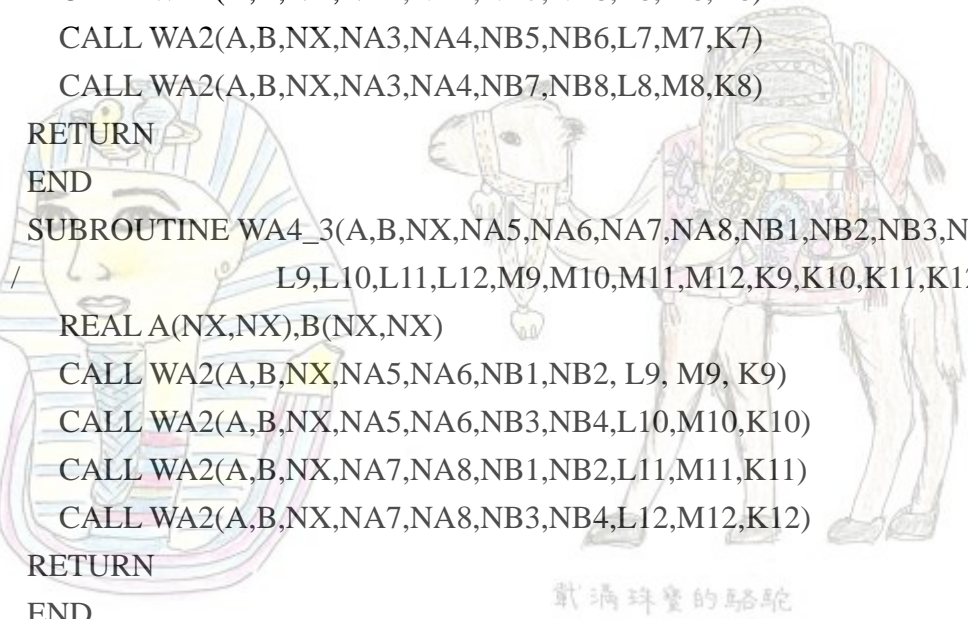 CALL WA2(A,B,NX,NA3,NA4,NB5,NB6,L7,M7,K7)
CALL WA2(A,B,NX,NA3,NA4,NB7,NB8,L8,M8,K8)
RETURN
END
SUBROUTINE WA4_3(A,B,NX,NA5,NA6,NA7,NA8,NB1,NB2,NB3,N
/ L9,L10,L11,L12,M9,M10,M11,M12,K9,K10,K11,K12
REAL A(NX,NX),B(NX,NX)
CALL WA2(A,B,NX,NA5,NA6,NB1,NB2, L9, M9, K9)
CALL WA2(A,B,NX,NA5,NA6,NB3,NB4,L10,M10,K10)
CALL WA2(A,B,NX,NA7,NA8,NB1,NB2,L11,M11,K11)
CALL WA2(A,B,NX,NA7,NA8,NB3,NB4,L12,M12,K12)
RETURN
END
戴滿珠寶的駱駝